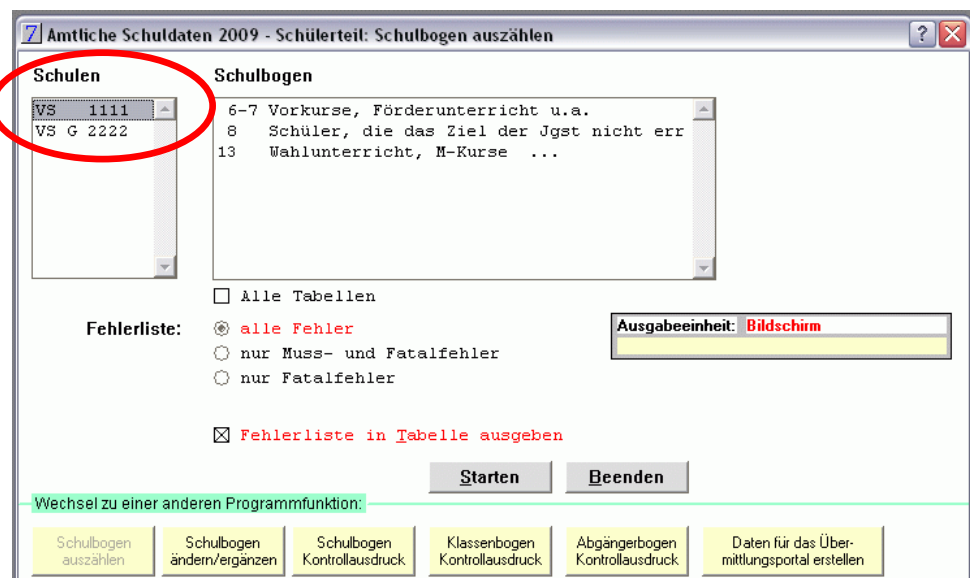 7 Amtliche Schuldaten 2009 - Schülerteil: Schulbogen auszählen ?
Schulen Schulbogen
VS 1111
VS G 2222
6-7 Vorkurse, Förderunterricht u.a.
8 Schüler, die das Ziel der Jgst nicht err
13 Wahlunterricht, M-Kurse ...
Alle Tabellen
Fehlerliste: alle Fehler
nur Muss- und Fatalfehler
nur Fatalfehler
Ausgabeeinheit: Bildschirm
Fehlerliste in Tabelle ausgeben
Starten Beenden
Wechsel zu einer anderen Programmfunktion:
Schulbogen auszählen
Schulbogen ändern/ergänzen
Schulbogen Kontrollausdruck
Klassenbogen Kontrollausdruck
Abgängerbogen Kontrollausdruck
Daten für das Über-
mittlungsportal erstellen